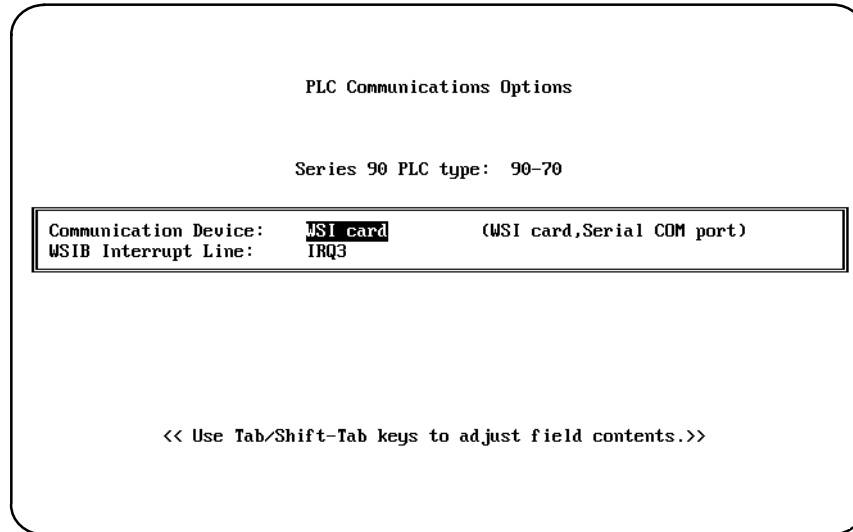 PLC Communications Options
Series 90 PLC type: 90-70
Communication Device: WSI card (WSI card,Serial COM port)
WSIB Interrupt Line: IRQ3
<< Use Tab/Shift-Tab keys to adjust field contents.>>